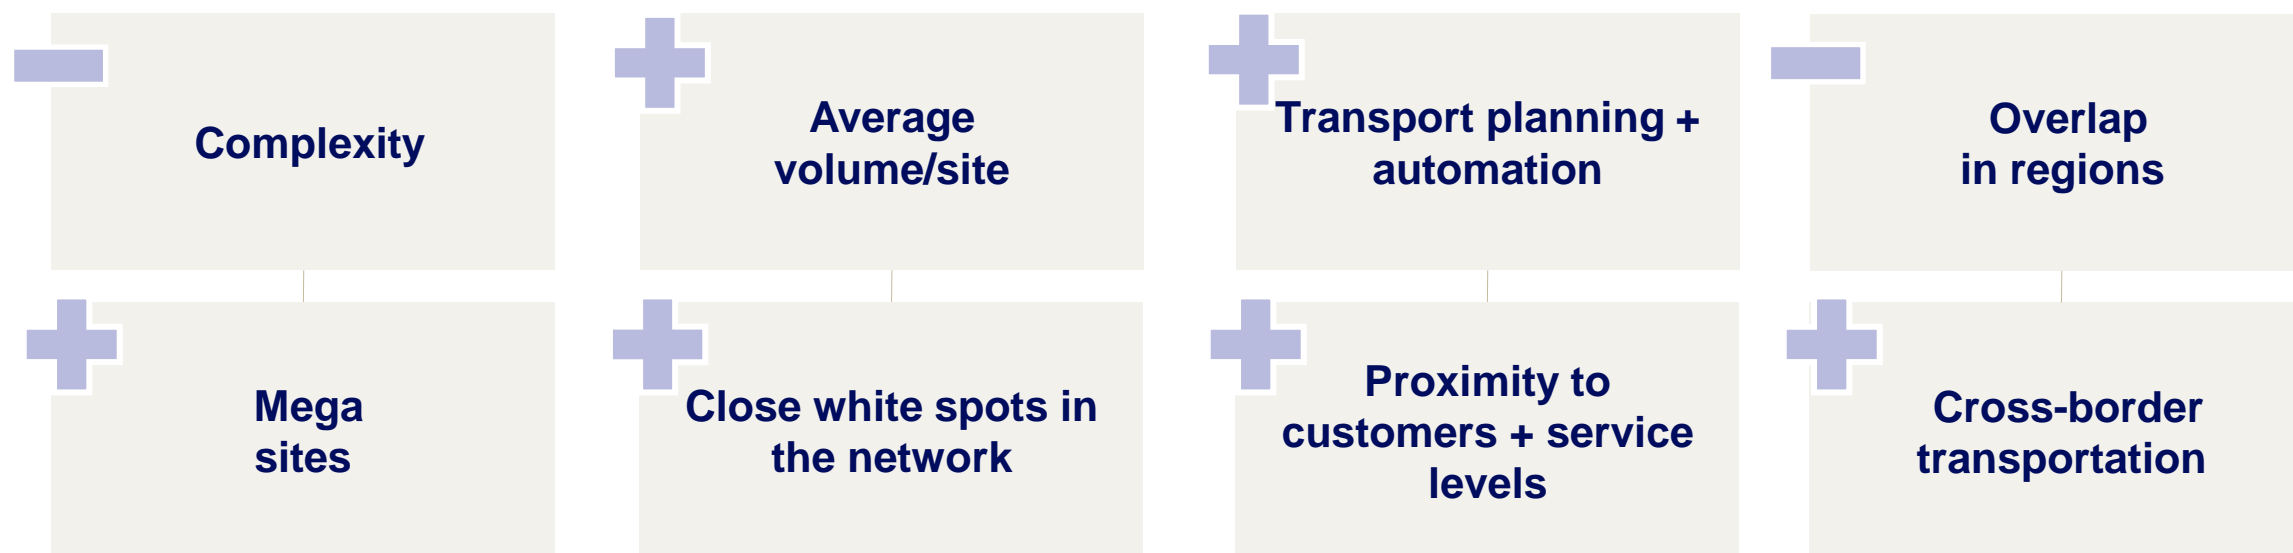 Complexity
Average
volume/site
Transport planning +
automation
Overlap
in regions
Mega
sites
Close white spots in
the network
Proximity to
customers + service
levels
Cross-border
transportation